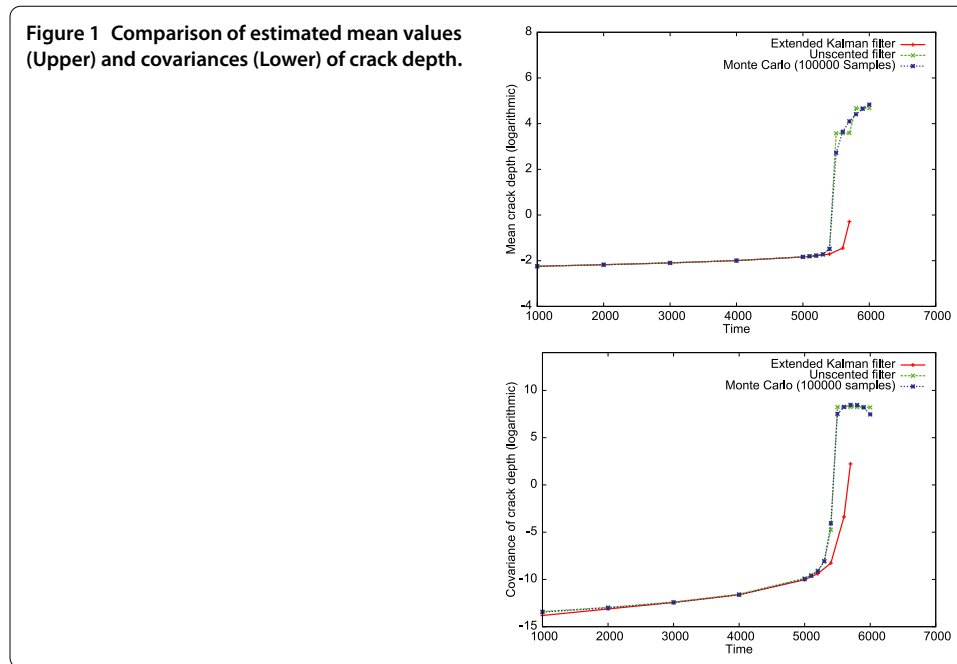 Figure 1 Comparison of estimated mean values
(Upper) and covariances (Lower) of crack depth.
Extended Kalman filter
Unscented filter
Monte Carlo (100000 Samples)
Mean crack depth (logarithmic)
8
6
4
2
0
-2
-4
1000 2000 3000 4000 5000 6000 7000
Time
Extended Kalman filter
Unscented filter
Monte Carlo (100000 samples)
Covariance of crack depth (logarithmic)
10
5
0
-5
-10
-15
1000 2000 3000 4000 5000 6000 7000
Time